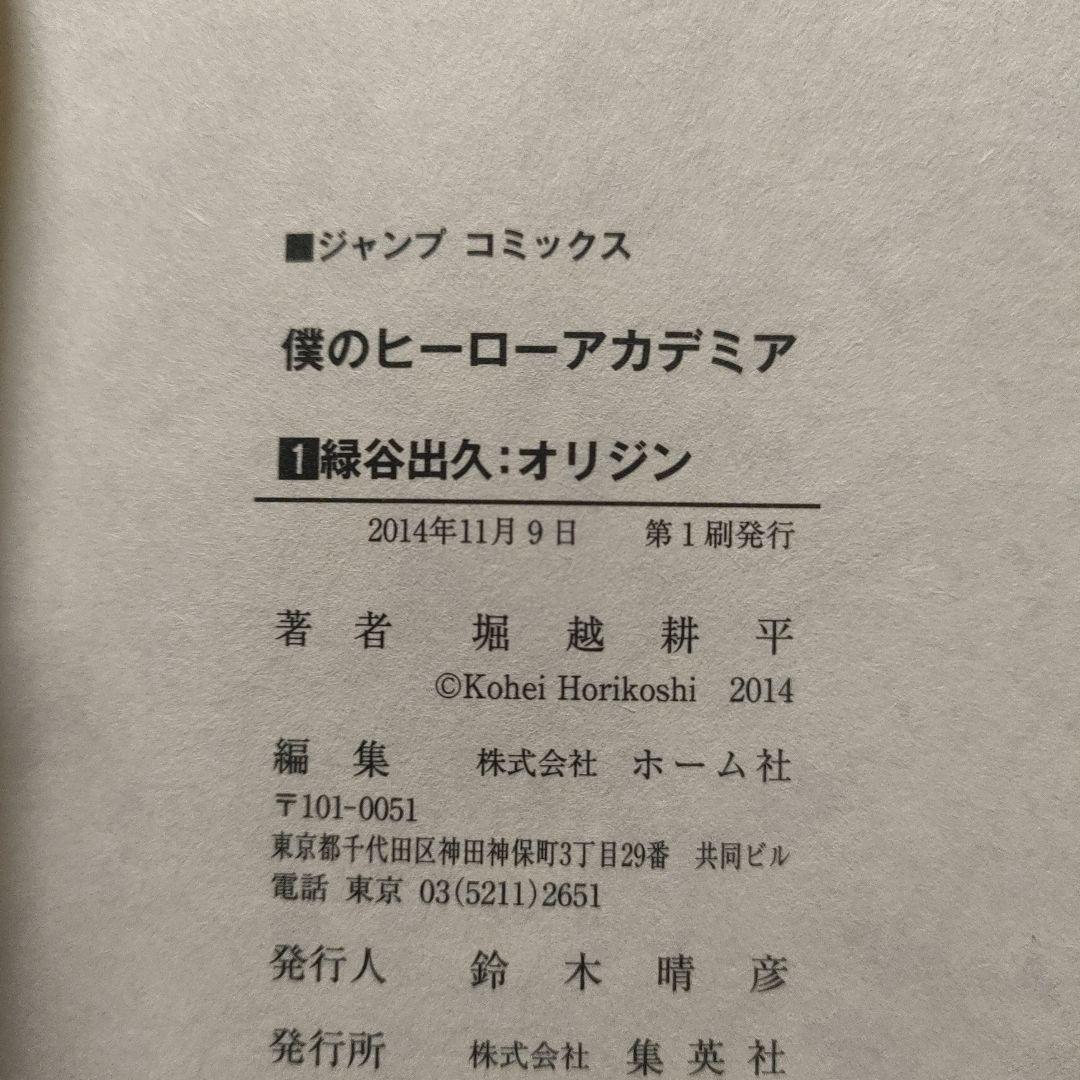 ■ジャンプ コミックス
僕のヒーローアカデミア
1緑谷出久:オリジン
2014年11月9日 第1刷発行
著者 堀越耕平
©Kohei Horikoshi 2014
編集 株式会社 ホーム社
〒101-0051
東京都千代田区神田神保町3丁目29番 共同ビル
電話 東京 03(5211)2651
発行人 鈴木晴彦
発行所 株式会社 集英社